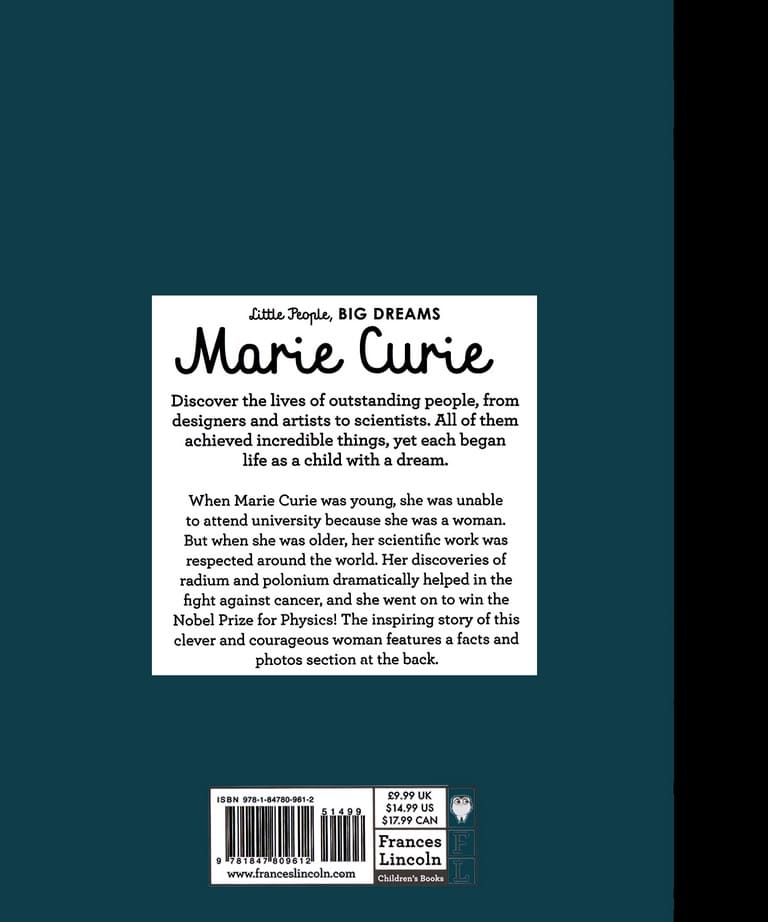 Little People, BIG DREAMS
Marie Curie
Discover the lives of outstanding people, from
designers and artists to scientists. All of them
achieved incredible things, yet each began
life as a child with a dream.
When Marie Curie was young, she was unable
to attend university because she was a woman.
But when she was older, her scientific work was
respected around the world. Her discoveries of
radium and polonium dramatically helped in the
fight against cancer, and she went on to win the
Nobel Prize for Physics! The inspiring story of this
clever and courageous woman features a facts and
photos section at the back.
ISBN 978-1-84780-961-2
51499
9 781847 809612
www.franceslincoln.com
£9.99 UK
$14.99 US
$17.99 CAN
Frances
Lincoln
Children's Books
F
L